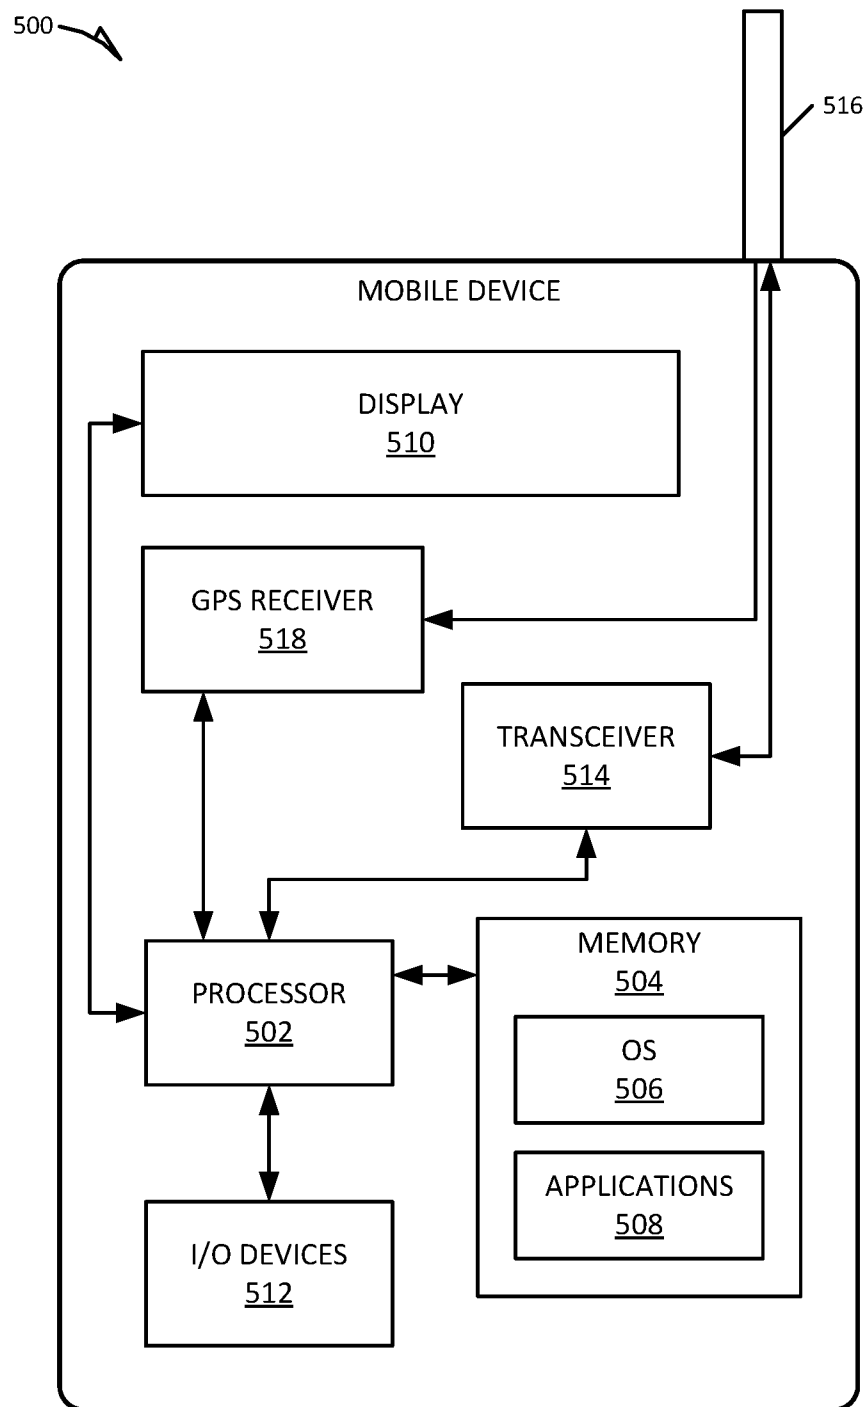 500
516
MOBILE DEVICE
DISPLAY
510
GPS RECEIVER
518
TRANSCEIVER
514
MEMORY
504
PROCESSOR
502
OS
506
APPLICATIONS
508
I/O DEVICES
512